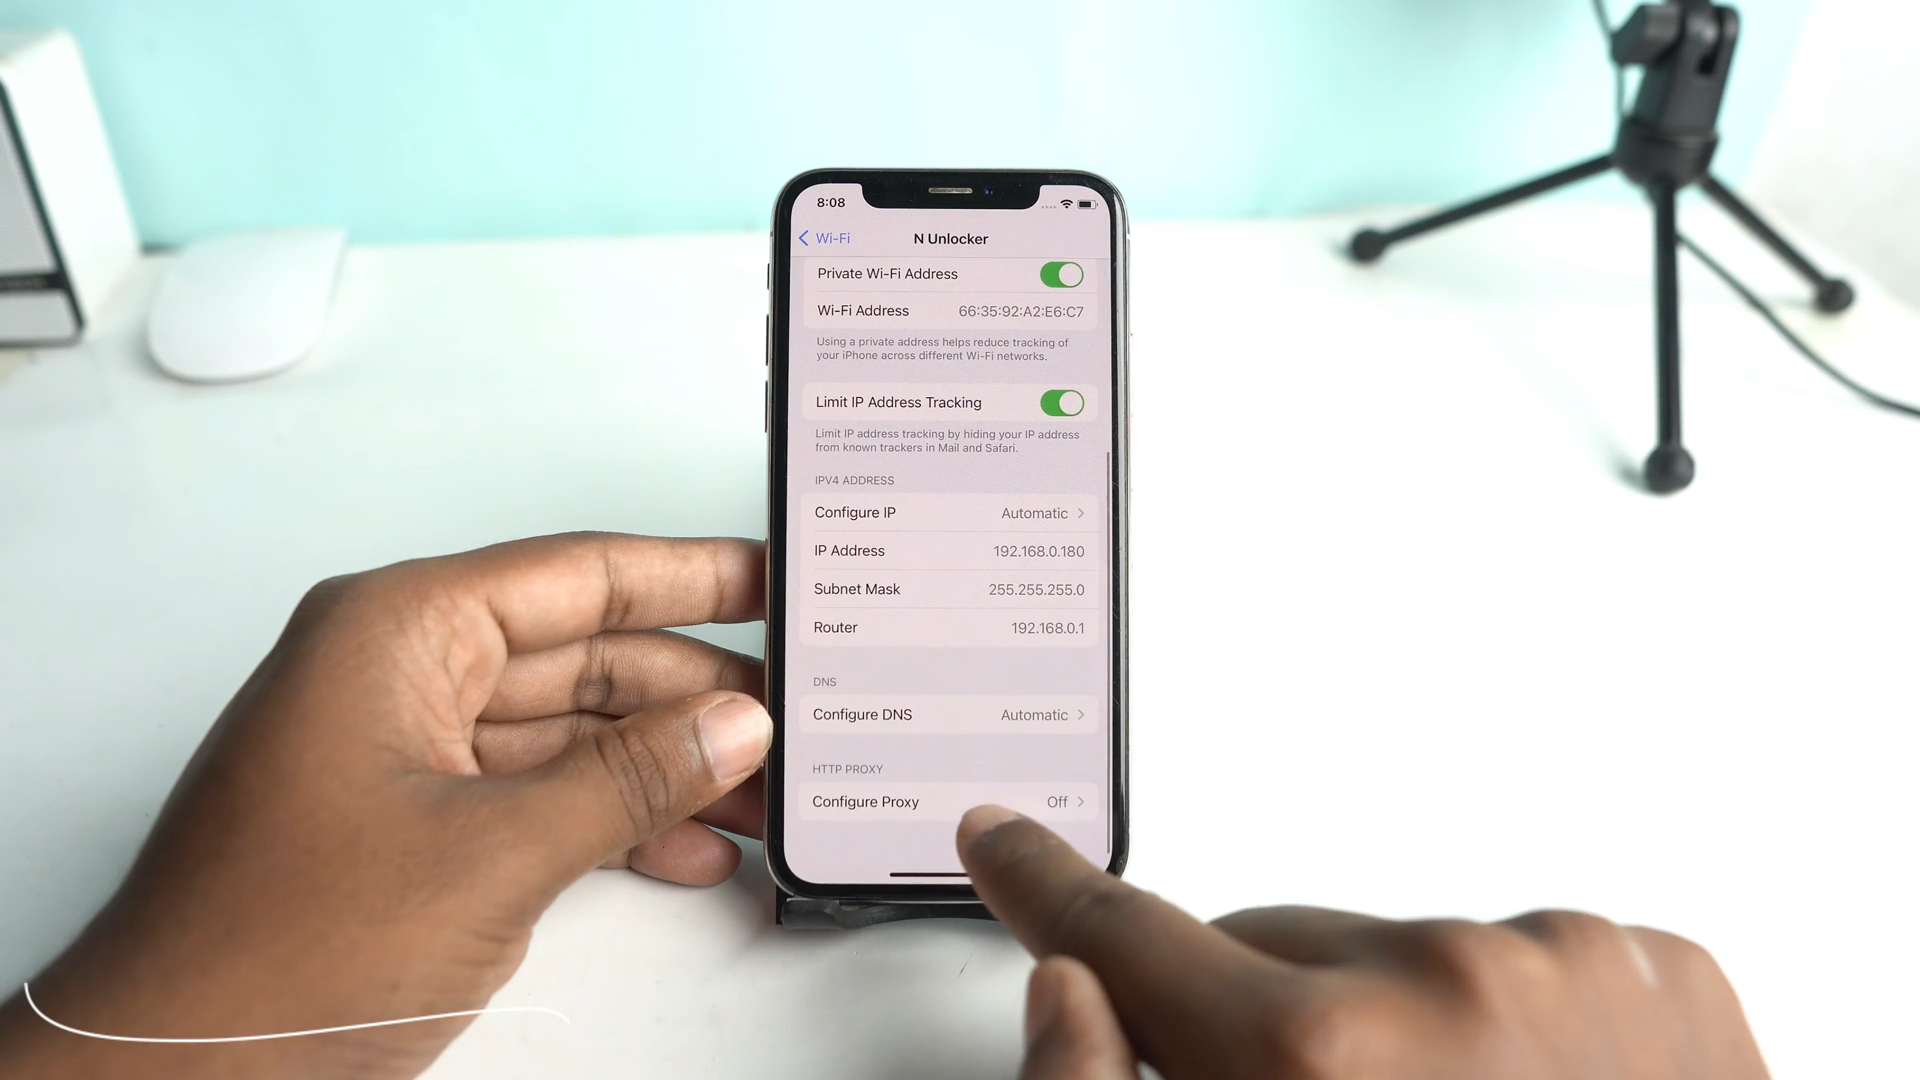 8:08
Wi-Fi
N Unlocker
Private Wi-Fi Address
Wi-Fi Address 66:35:92:A2:E6:C7
Using a private address helps reduce tracking of
your iPhone across different Wi-Fi networks.
Limit IP Address Tracking
Limit IP address tracking by hiding your IP address
from known trackers in Mail and Safari.
IPV4 ADDRESS
Configure IP Automatic
IP Address 192.168.0.180
Subnet Mask 255.255.255.0
Router 192.168.0.1
DNS
Configure DNS Automatic
HTTP PROXY
Configure Proxy Off